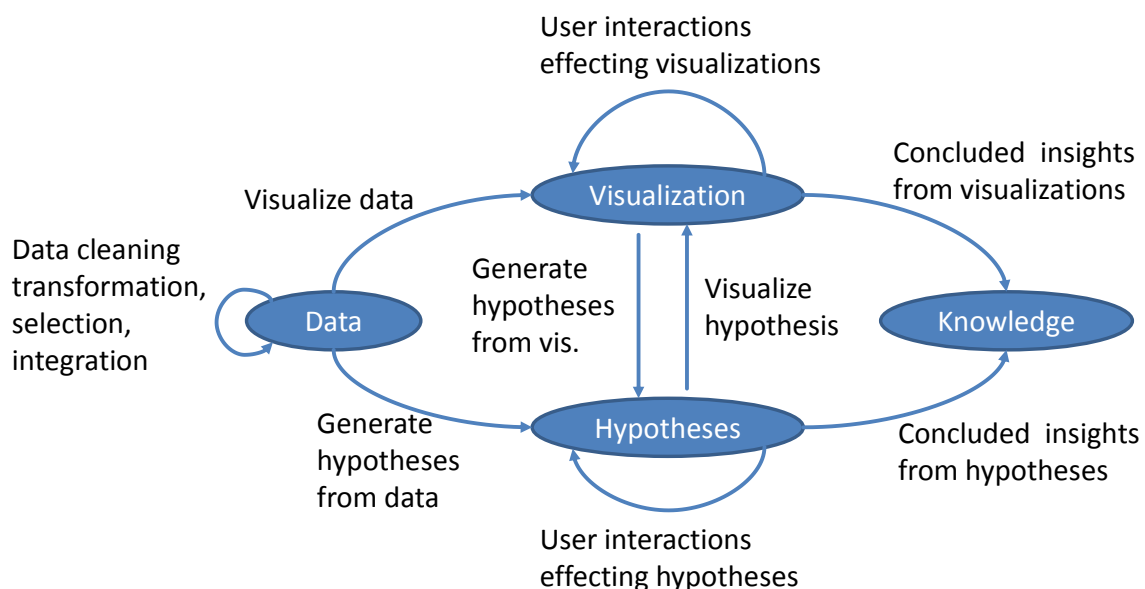 User interactions
effecting visualizations
Concluded insights
from visualizations
Visualize data
Visualization
Data cleaning
transformation,
selection,
integration
Generate
hypotheses
from vis.
Visualize
hypothesis
Data
Knowledge
Generate
hypotheses
from data
Hypotheses
Concluded insights
from hypotheses
User interactions
effecting hypotheses